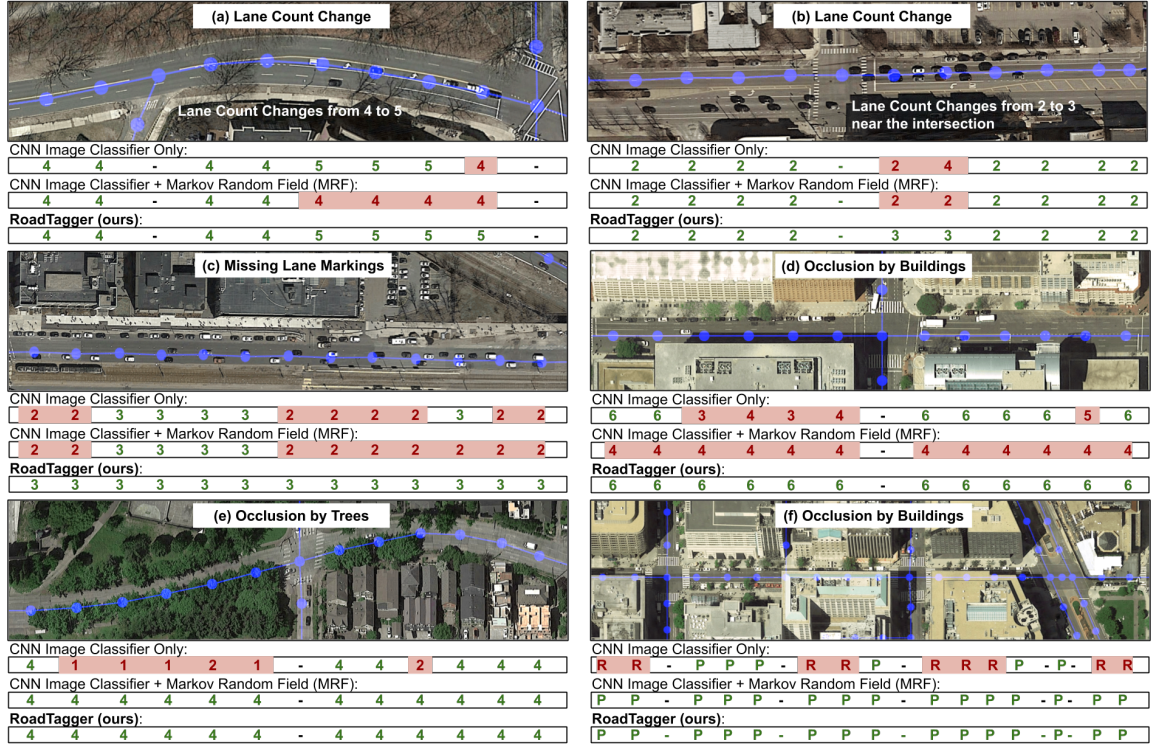 (a) Lane Count Change
Lane Count Changes from 4 to 5
CNN Image Classifier Only:
4 4 - 4 4 5 5 5 4 -
CNN Image Classifier + Markov Random Field (MRF):
4 4 - 4 4 4 4 4 4 -
RoadTagger (ours):
4 4 - 4 4 5 5 5 5 -
(b) Lane Count Change
Lane Count Changes from 2 to 3
near the intersection
CNN Image Classifier Only:
2 2 2 2 - 2 4 2 2 2 2
CNN Image Classifier + Markov Random Field (MRF):
2 2 2 2 - 2 2 2 2 2 2
RoadTagger (ours):
2 2 2 2 - 3 3 2 2 2 2
(c) Missing Lane Markings
CNN Image Classifier Only:
2 2 3 3 3 3 2 2 2 2 3 2 2
CNN Image Classifier + Markov Random Field (MRF):
2 2 3 3 3 3 2 2 2 2 2 2 2
RoadTagger (ours):
3 3 3 3 3 3 3 3 3 3 3 3 3
(d) Occlusion by Buildings
CNN Image Classifier Only:
6 6 3 4 3 4 - 6 6 6 6 5 6
CNN Image Classifier + Markov Random Field (MRF):
4 4 4 4 4 4 - 4 4 4 4 4 4
RoadTagger (ours):
6 6 6 6 6 6 - 6 6 6 6 6 6
(e) Occlusion by Trees
CNN Image Classifier Only:
4 1 1 1 2 1 - 4 4 2 4 4 4
CNN Image Classifier + Markov Random Field (MRF):
4 4 4 4 4 4 - 4 4 4 4 4 4
RoadTagger (ours):
4 4 4 4 4 4 - 4 4 4 4 4 4
(f) Occlusion by Buildings
CNN Image Classifier Only:
R R - P P P - R R P - R R R P - P - R R
CNN Image Classifier + Markov Random Field (MRF):
P P - P P P - P P P - P P P P - P - P P
RoadTagger (ours):
P P - P P P - P P P - P P P P - P - P P